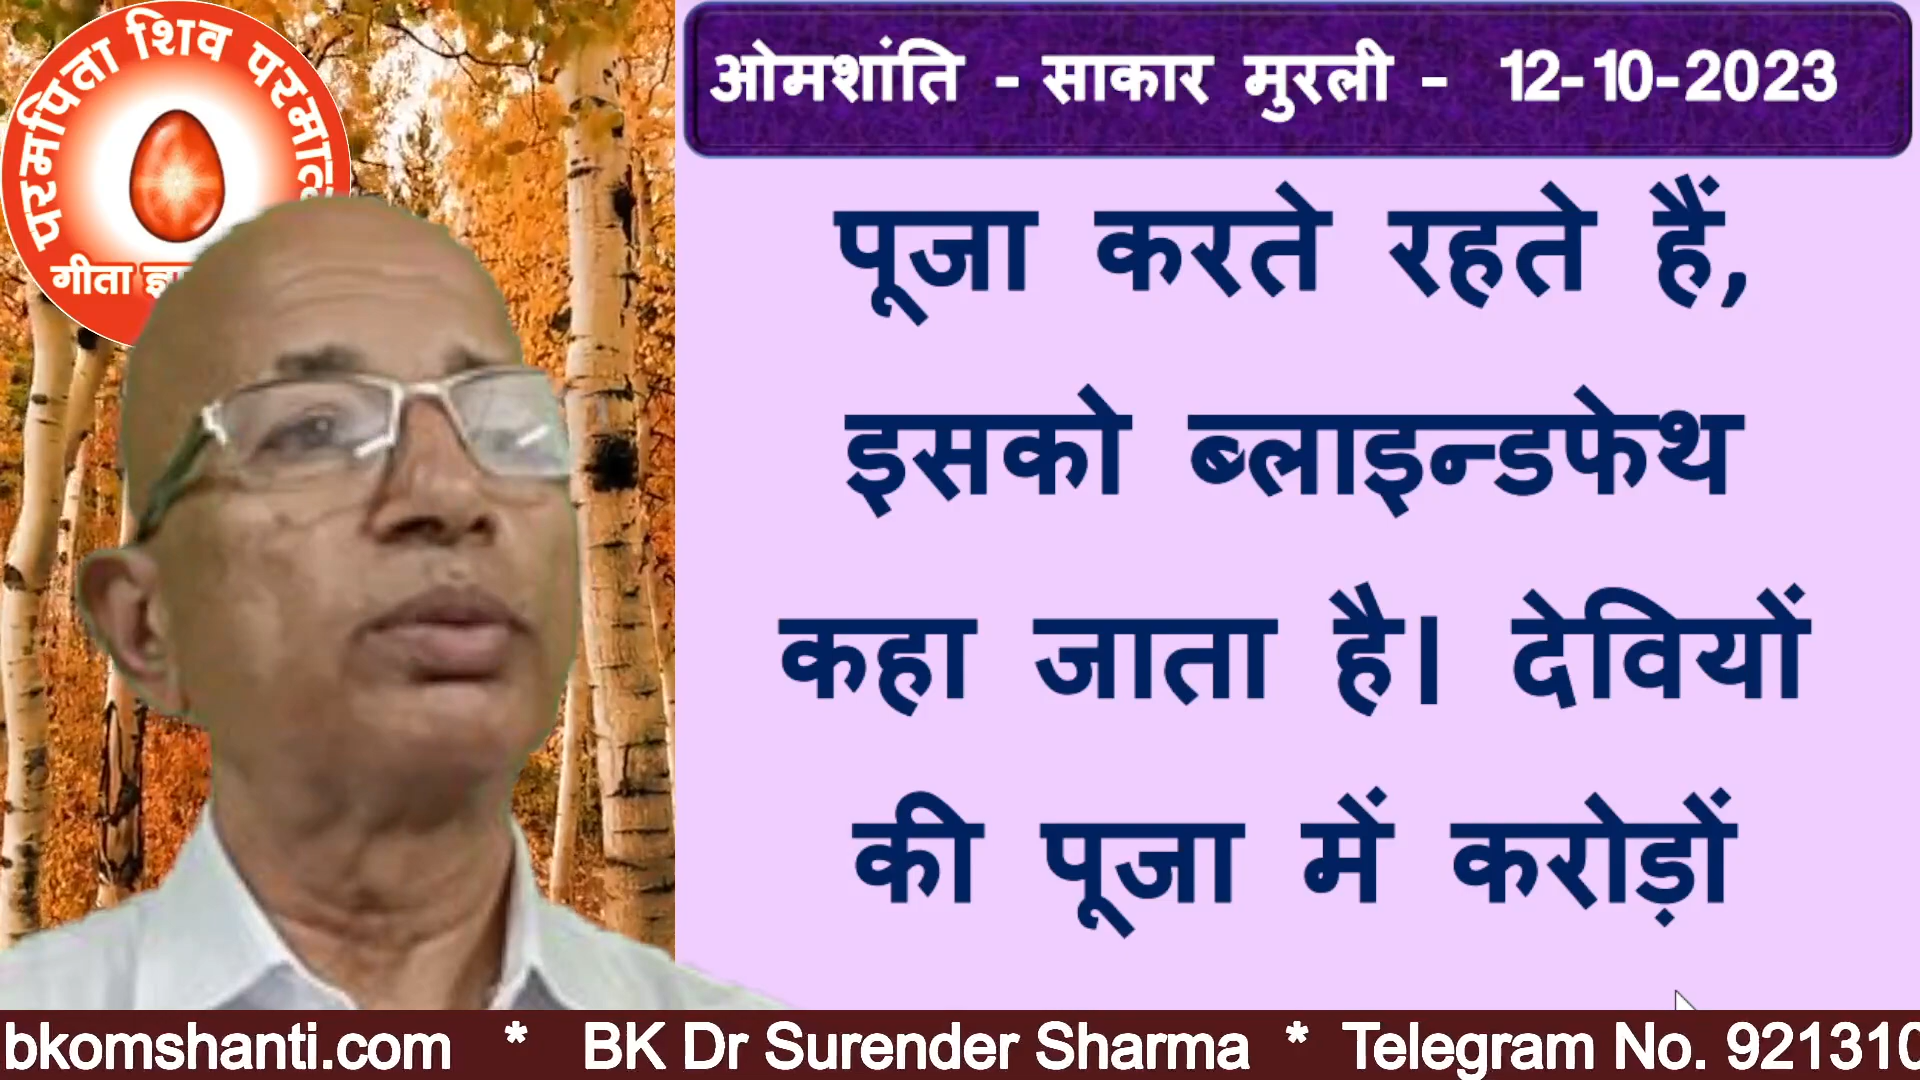 परमपिता शिव
गीता
ओमशांति - साकार मुरली - 12-10-2023
पूजा करते रहते हैं,
इसको ब्लाइन्डफेथ
कहा जाता है। देवियों
की पूजा में करोड़ों
bkomshanti.com * BK Dr Surender Sharma * Telegram No. 921310